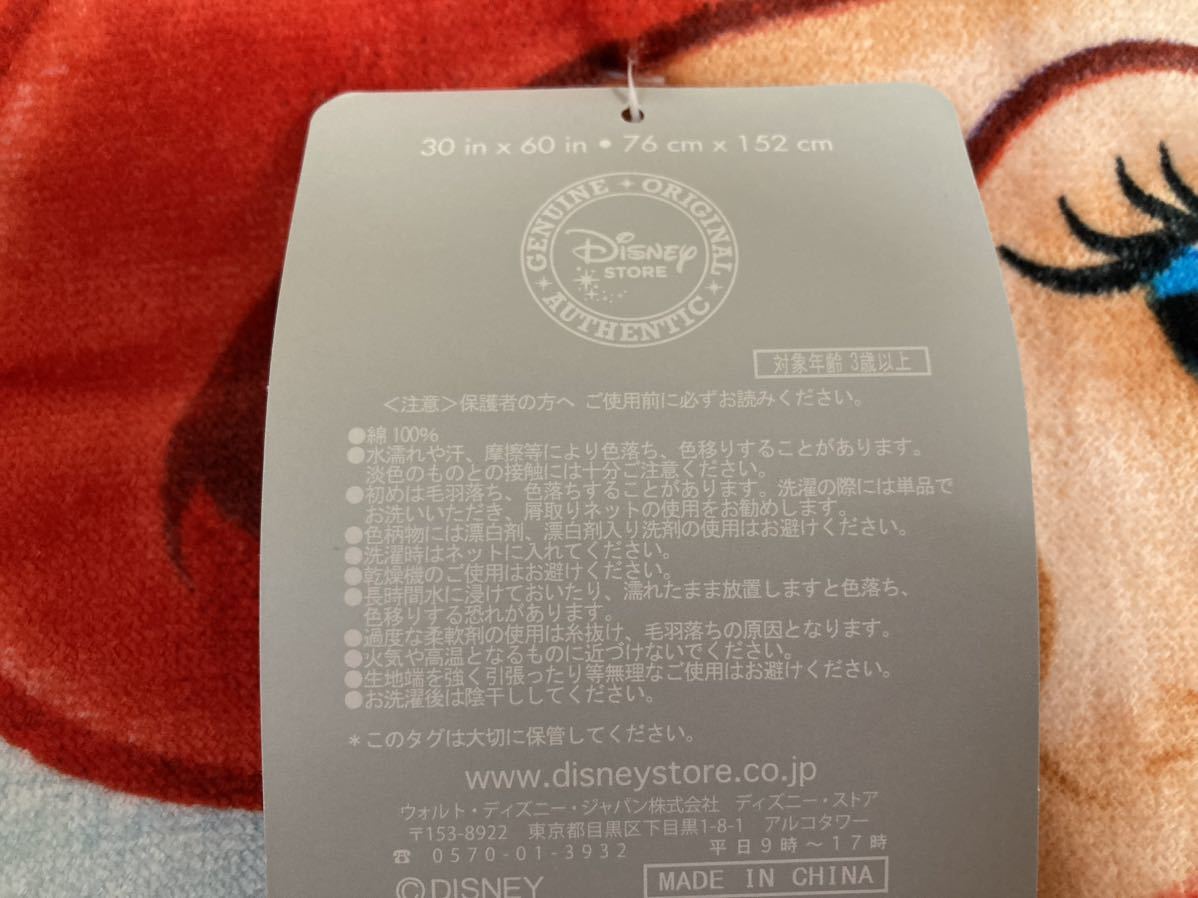 30 in x 60 in • 76 cm x 152 cm
GENUINE ✦ ORIGINAL ✦ AUTHENTIC ✦
Disney
STORE
対象年齢 3歳以上
＜注意＞保護者の方へ ご使用前に必ずお読みください。
●綿 100%
●水濡れや汗、摩擦等により色落ち、色移りすることがあります。
淡色のものとの接触には十分ご注意ください。
●初めは毛羽落ち、色落ちすることがあります。洗濯の際には単品で
お洗いいただき、屑取りネットの使用をお勧めします。
●色柄物には漂白剤、漂白剤入り洗剤の使用はお避けください。
●洗濯時はネットに入れてください。
●乾燥機のご使用はお避けください。
●長時間水に浸けておいたり、濡れたまま放置しますと色落ち、
色移りする恐れがあります。
●過度な柔軟剤の使用は糸抜け、毛羽落ちの原因となります。
●火気や高温となるものに近づけないでください。
●生地端を強く引張ったり等無理なご使用はお避けください。
●お洗濯後は陰干ししてください。
＊このタグは大切に保管してください。
www.disneystore.co.jp
ウォルト・ディズニー・ジャパン株式会社 ディズニー・ストア
〒153-8922 東京都目黒区下目黒1-8-1 アルコタワー
☎ 0570-01-3932 平日9時～17時
©DISNEY MADE IN CHINA